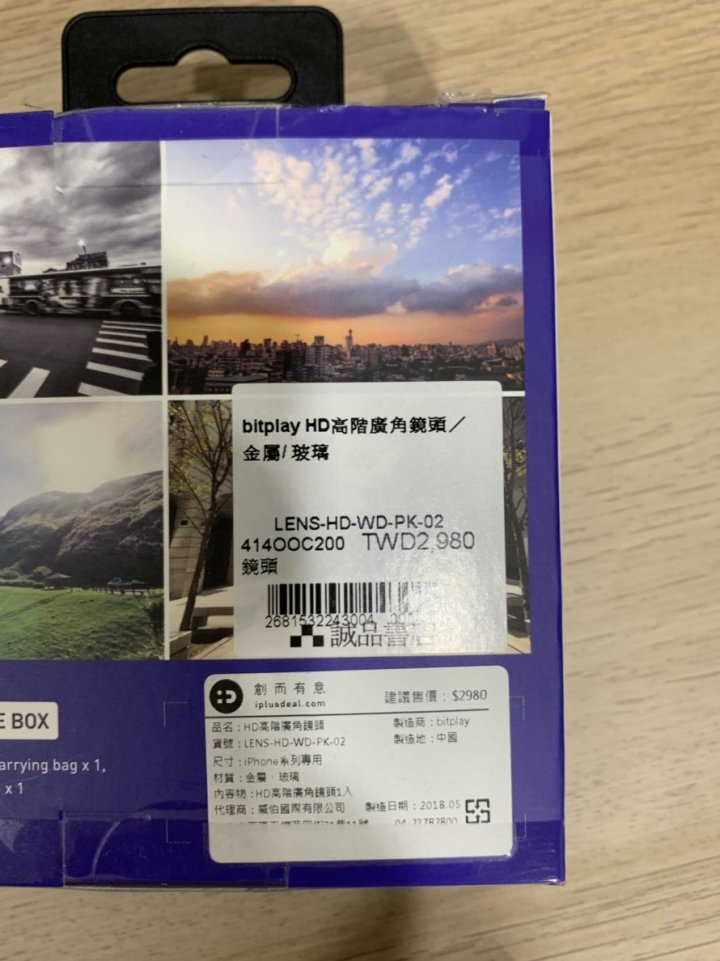 bitplay HD高階廣角鏡頭／
金屬/ 玻璃
LENS-HD-WD-PK-02
414OOC200 TWD2,980
鏡頭
2681532243004
誠品書店
創而有意
iplusdeal.com
建議售價：$2980
品名：HD高階廣角鏡頭
製造商：bitplay
貨號：LENS-HD-WD-PK-02
製造地：中國
尺寸：iPhone系列專用
材質：金屬、玻璃
內容物：HD高階廣角鏡頭1入
代理商：威伯國際有限公司
製造日期：2018.05
E BOX
arrying bag x 1,
x 1